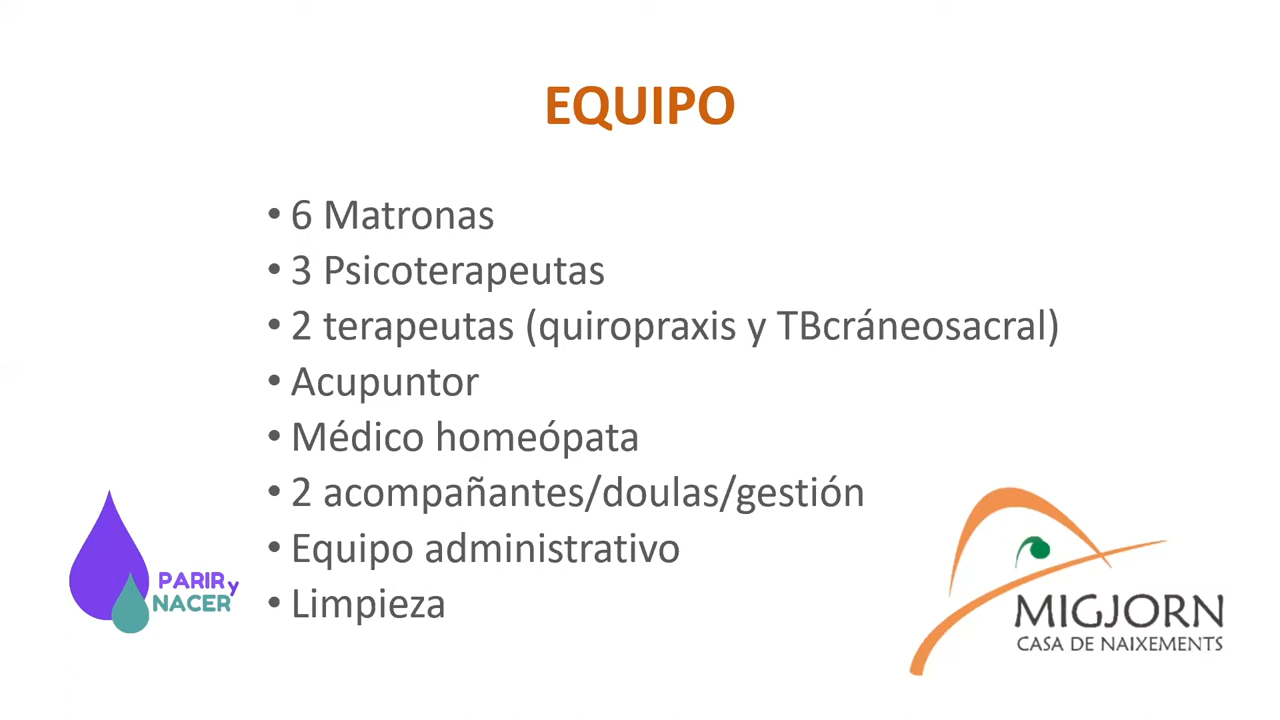 EQUIPO
• 6 Matronas
• 3 Psicoterapeutas
• 2 terapeutas (quiropraxis y TBcráneosacral)
• Acupuntor
• Médico homeópata
• 2 acompañantes/doulas/gestión
• Equipo administrativo
• Limpieza
PARIR y
NACER
MIGJORN
CASA DE NAIXEMENTS